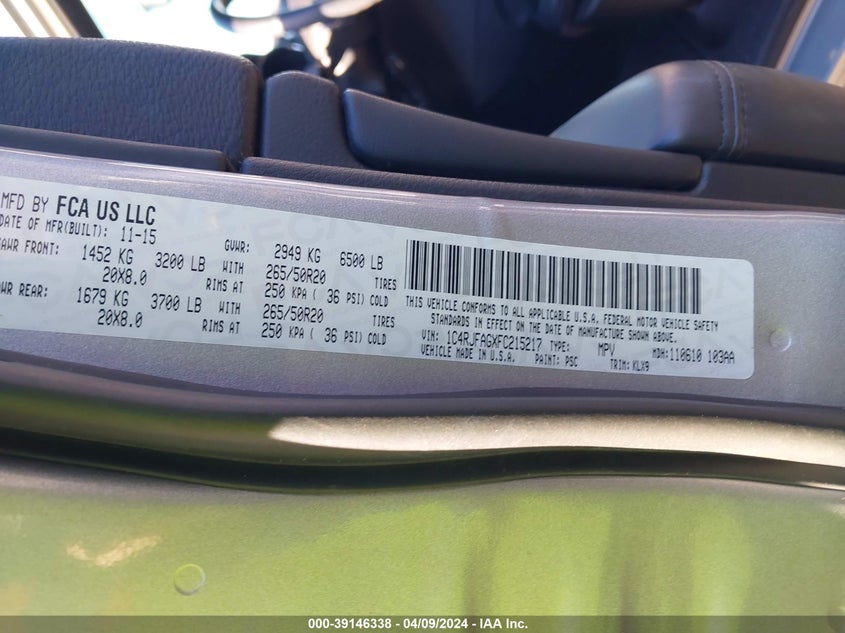 MFD BY FCA US LLC
DATE OF MFR(BUILT): 11-15 GVWR: 2949 KG 6500 LB
GAWR FRONT: 1452 KG 3200 LB WITH 265/50R20 TIRES
20X8.0 RIMS AT 250 KPA ( 36 PSI) COLD
GAWR REAR: 1679 KG 3700 LB WITH 265/50R20 TIRES
20X8.0 RIMS AT 250 KPA ( 36 PSI) COLD
THIS VEHICLE CONFORMS TO ALL APPLICABLE U.S.A. FEDERAL MOTOR VEHICLE SAFETY
STANDARDS IN EFFECT ON THE DATE OF MANUFACTURE SHOWN ABOVE.
VIN: 1C4RJFAGXFC215217 TYPE: MPV MDH:110610 103AA
VEHICLE MADE IN U.S.A. PAINT: PSC TRIM: KLX9
000-39146338 - 04/09/2024 - IAA Inc.